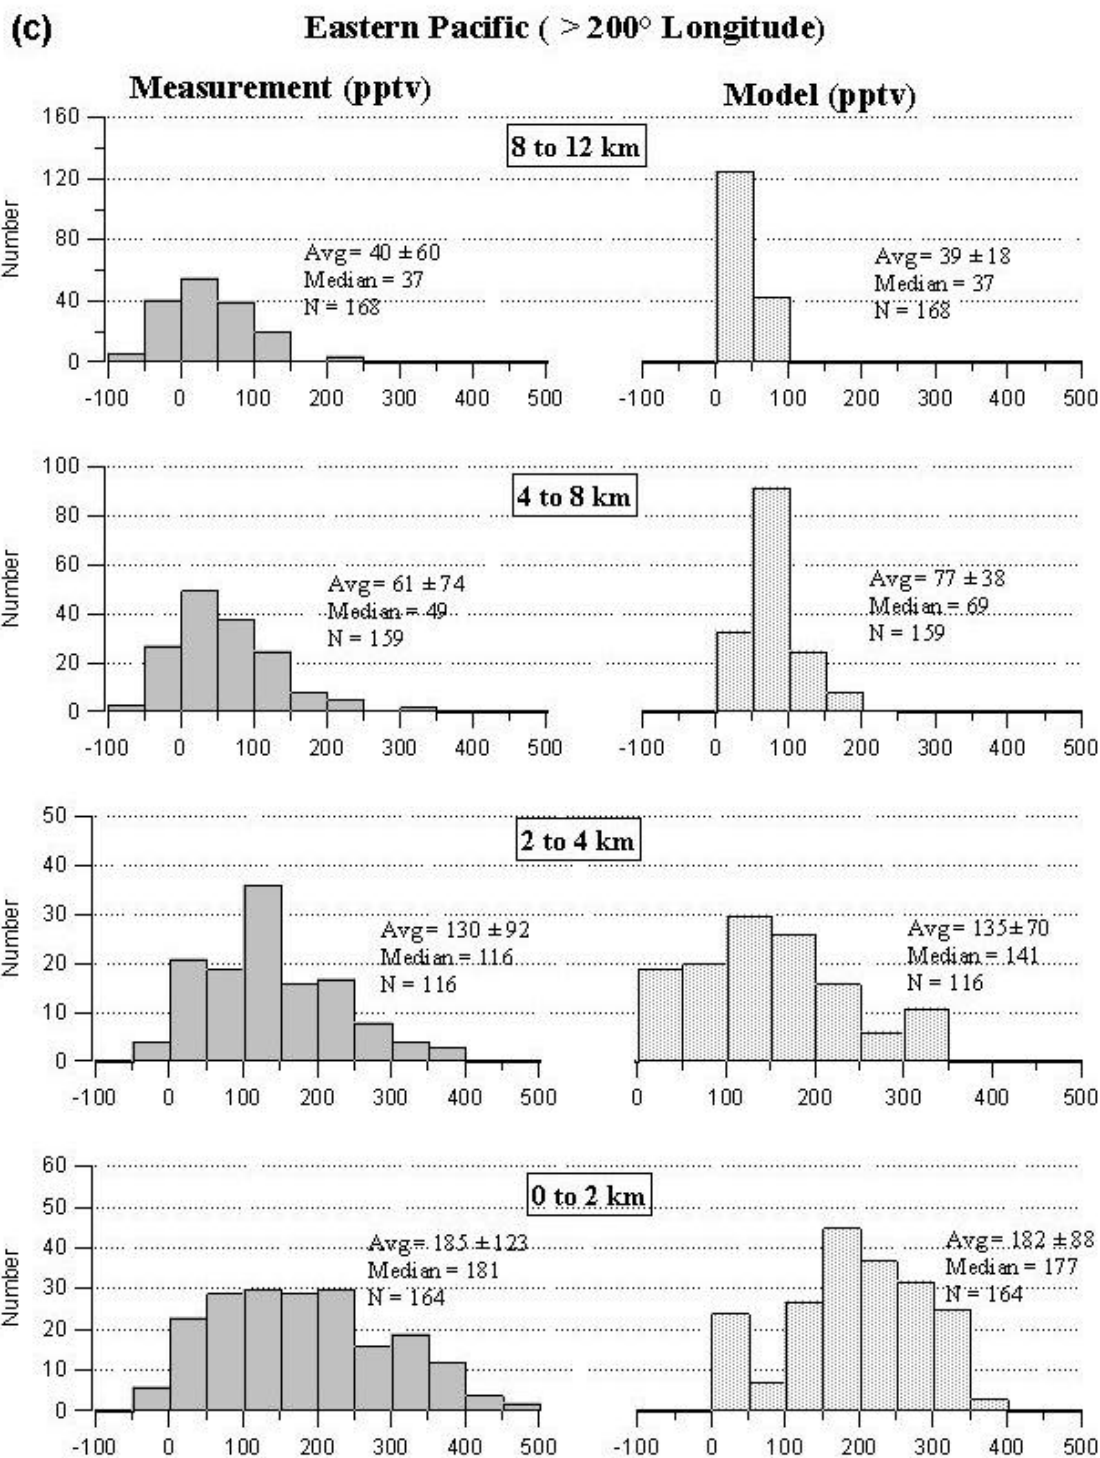 (c)
Eastern Pacific ( > 200° Longitude)
Measurement (pptv)
Model (pptv)
8 to 12 km
Number
160
120
80
40
0
Avg= 40 ±60
Median = 37
N = 168
Avg= 39 ±18
Median = 37
N = 168
-100 0 100 200 300 400 500
-100 0 100 200 300 400 500
4 to 8 km
Number
100
80
60
40
20
0
Avg= 61 ±74
Median = 49
N = 159
Avg= 77 ±38
Median = 69
N = 159
-100 0 100 200 300 400 500
-100 0 100 200 300 400 500
2 to 4 km
Number
50
40
30
20
10
0
Avg= 130 ±92
Median = 116
N = 116
Avg= 135±70
Median = 141
N = 116
-100 0 100 200 300 400 500
0 100 200 300 400 500
0 to 2 km
Number
60
50
40
30
20
10
0
Avg= 185 ±123
Median = 181
N = 164
Avg= 182 ±88
Median = 177
N = 164
-100 0 100 200 300 400 500
-100 0 100 200 300 400 500